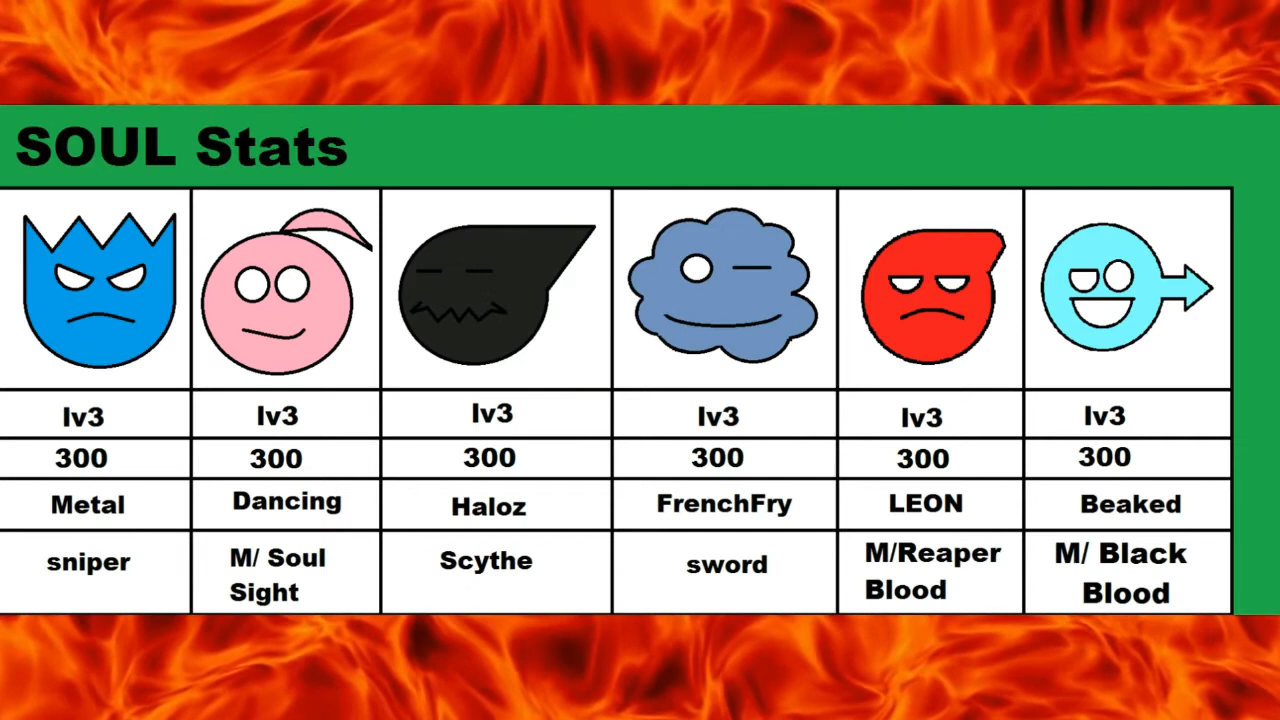 SOUL Stats
lv3 lv3 lv3 lv3 lv3 lv3
300 300 300 300 300 300
Metal Dancing Haloz FrenchFry LEON Beaked
sniper M/ Soul Scythe sword M/Reaper M/ Black
Sight Blood Blood